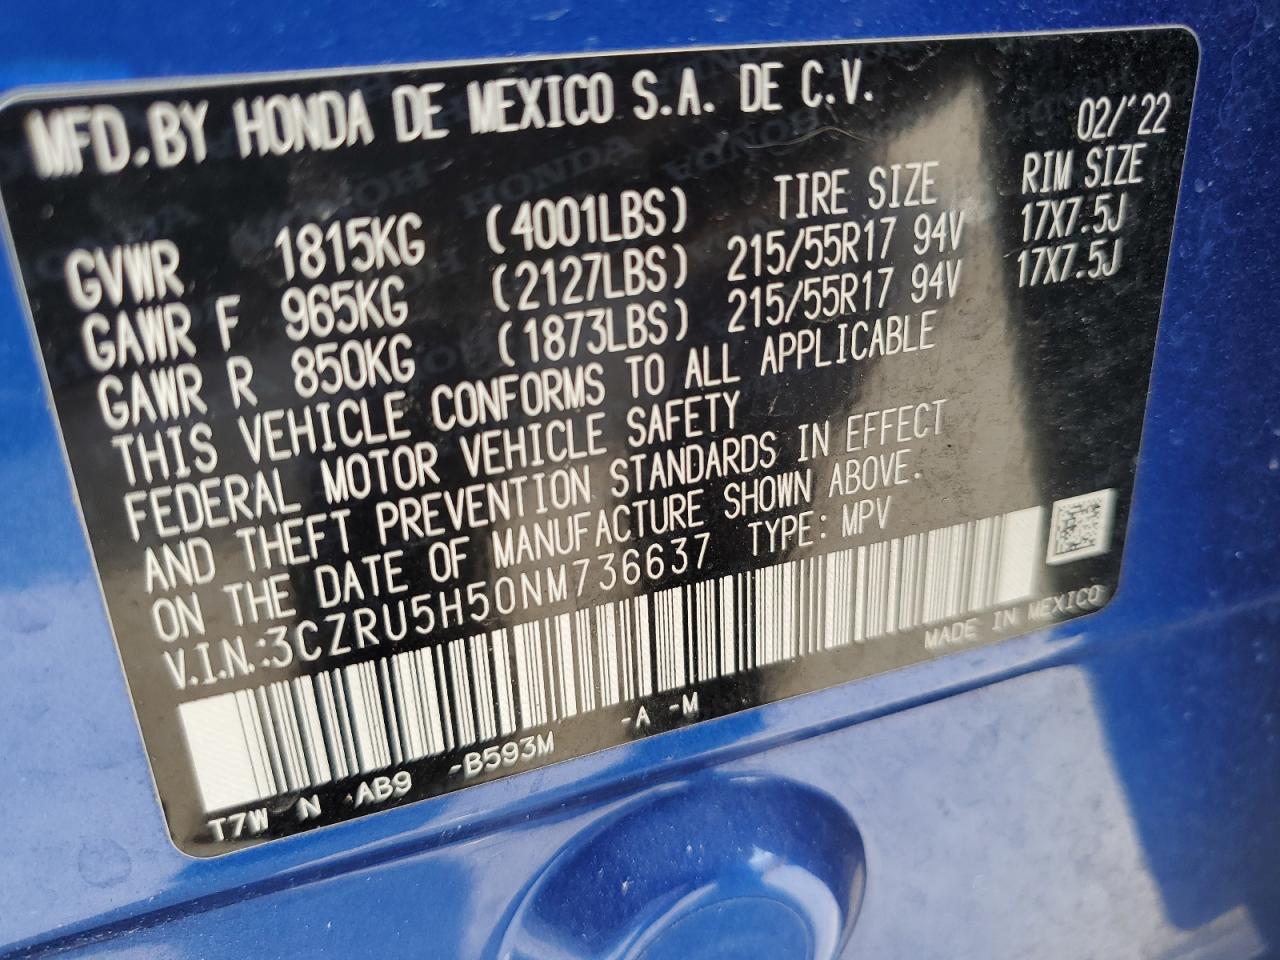 MFD.BY HONDA DE MEXICO S.A. DE C.V.
02/'22
TIRE SIZE RIM SIZE
GVWR 1815KG (4001LBS)
GAWR F 965KG (2127LBS) 215/55R17 94V 17X7.5J
GAWR R 850KG (1873LBS) 215/55R17 94V 17X7.5J
THIS VEHICLE CONFORMS TO ALL APPLICABLE
FEDERAL MOTOR VEHICLE SAFETY
AND THEFT PREVENTION STANDARDS IN EFFECT
ON THE DATE OF MANUFACTURE SHOWN ABOVE.
V.I.N.:3CZRU5H50NM736637 TYPE: MPV
MADE IN MEXICO
T7W N AB9 -B593M -A -M